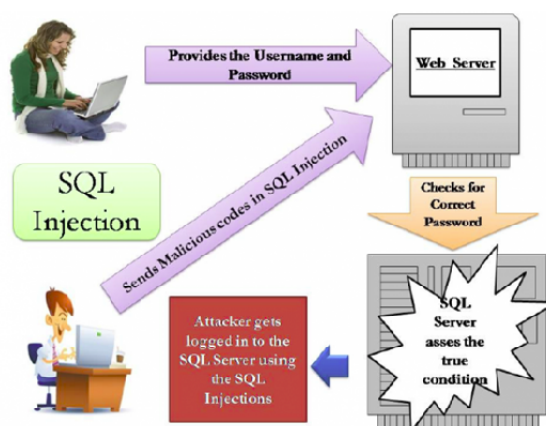 Provides the Username and
Password
Web Server
SQL
Injection
Sends Malicious codes in SQL Injection
Checks for
Correct
Password
SQL
Server
asses the
true
condition
Attacker gets
logged in to the
SQL Server using
the SQL
Injections